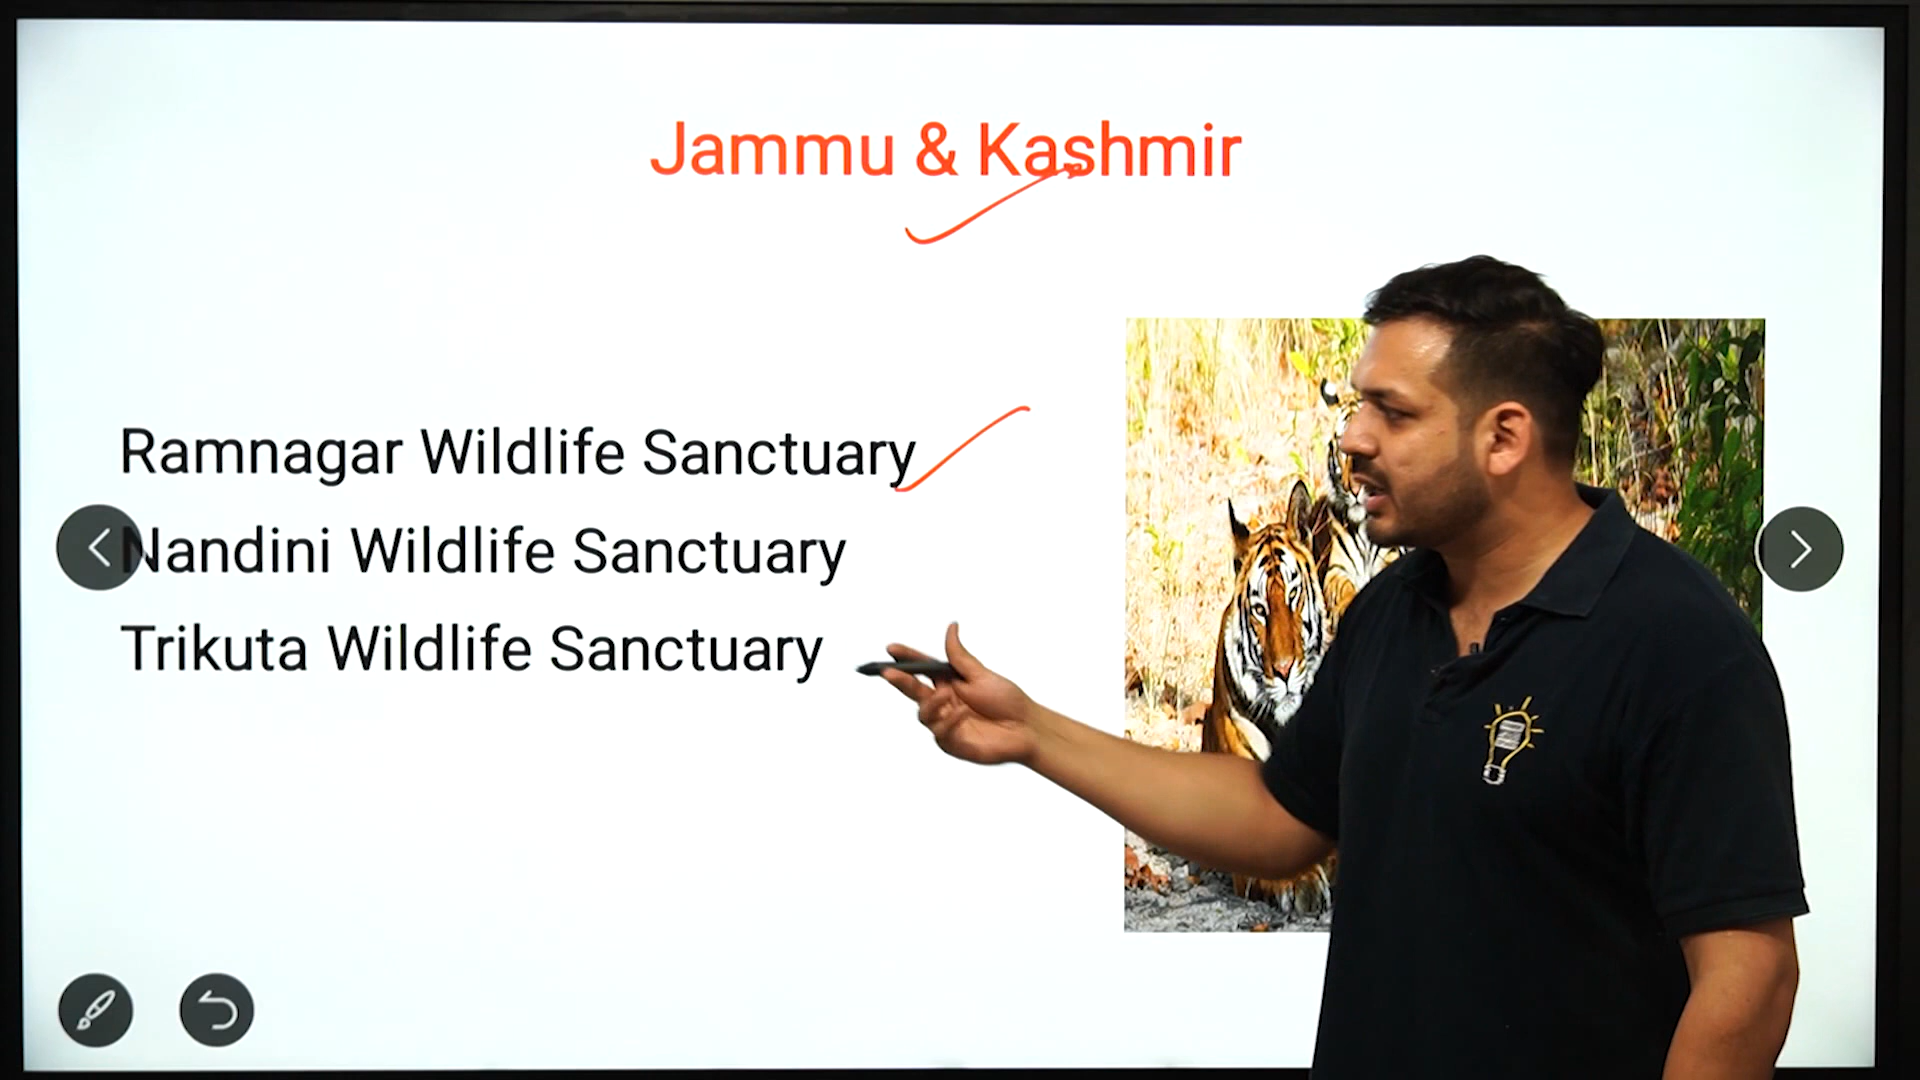 Jammu & Kashmir
Ramnagar Wildlife Sanctuary
Nandini Wildlife Sanctuary
Trikuta Wildlife Sanctuary